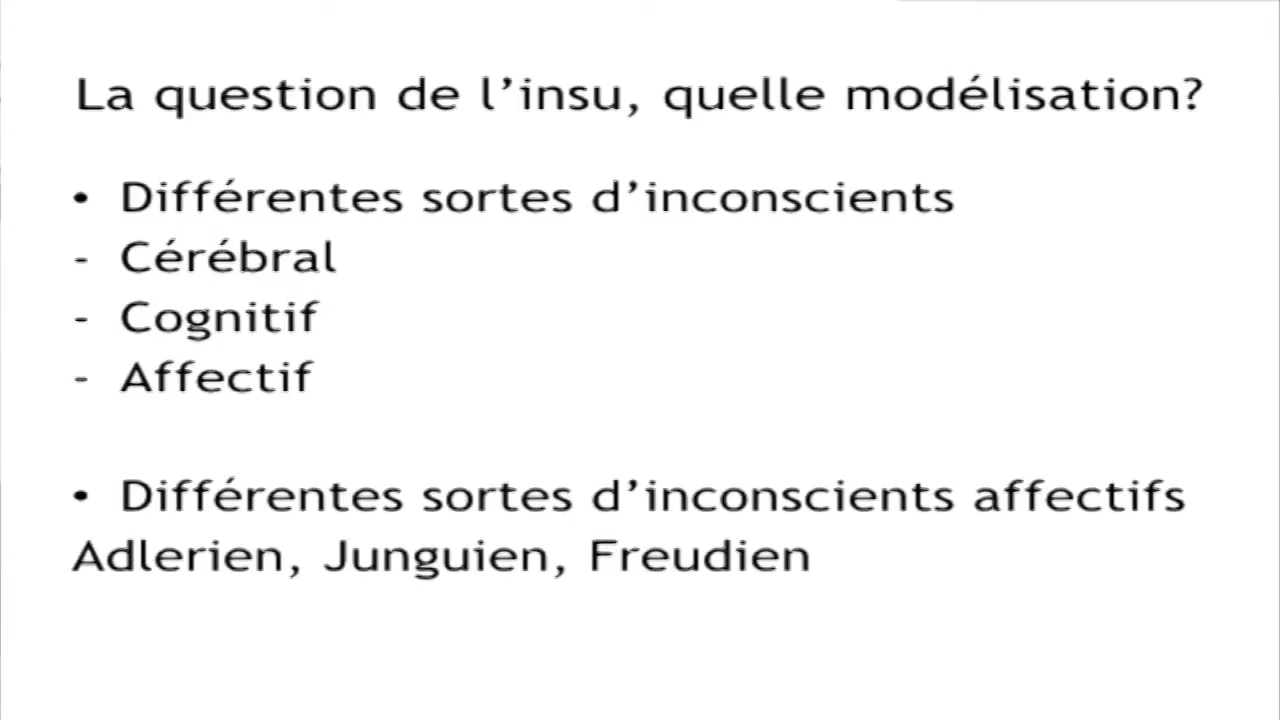 La question de l’insu, quelle modélisation?
• Différentes sortes d’inconscients
- Cérébral
- Cognitif
- Affectif
• Différentes sortes d’inconscients affectifs
Adlerien, Junguien, Freudien